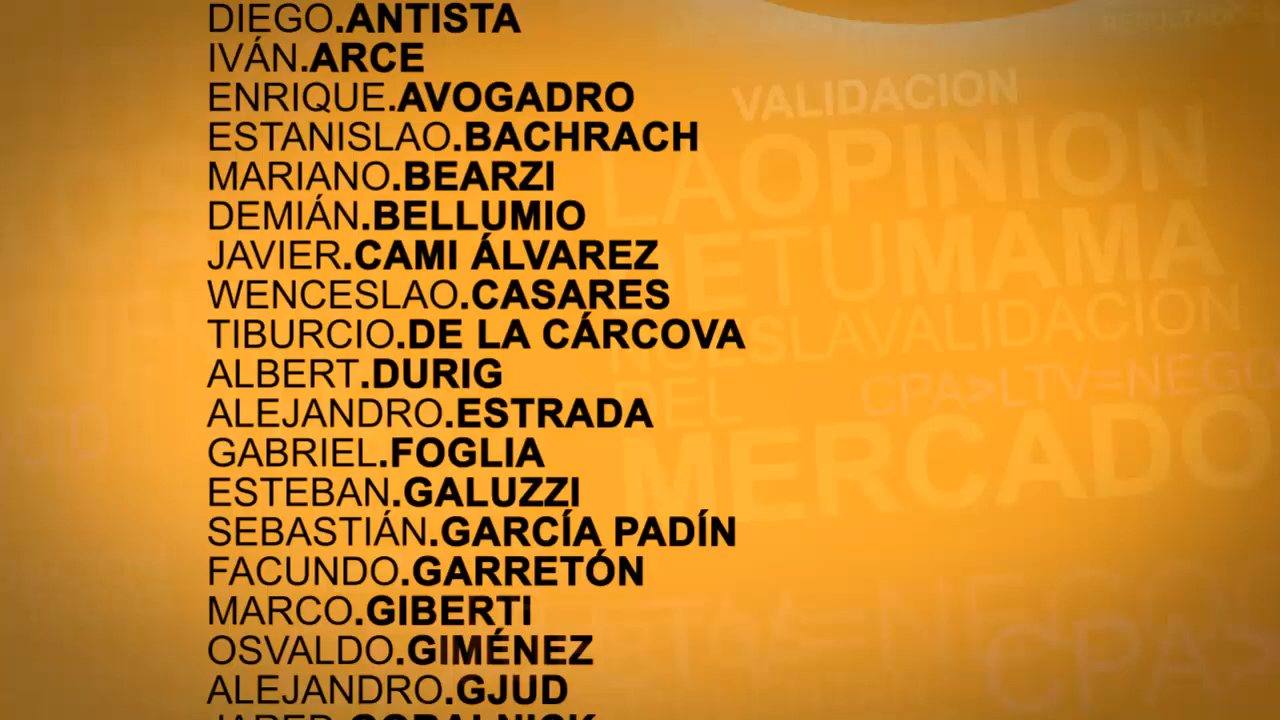 DIEGO.ANTISTA
IVÁN.ARCE
ENRIQUE.AVOGADRO
ESTANISLAO.BACHRACH
MARIANO.BEARZI
DEMIÁN.BELLUMIO
JAVIER.CAMI ÁLVAREZ
WENCESLAO.CASARES
TIBURCIO.DE LA CÁRCOVA
ALBERT.DURIG
ALEJANDRO.ESTRADA
GABRIEL.FOGLIA
ESTEBAN.GALUZZI
SEBASTIÁN.GARCÍA PADÍN
FACUNDO.GARRETÓN
MARCO.GIBERTI
OSVALDO.GIMÉNEZ
ALEJANDRO.GJUD
VALIDACION
LAOPINION
DETUMAMA
NOESLAVALIDACION
DEL
CPA>LTV=NEGO
MERCADO
CPA>